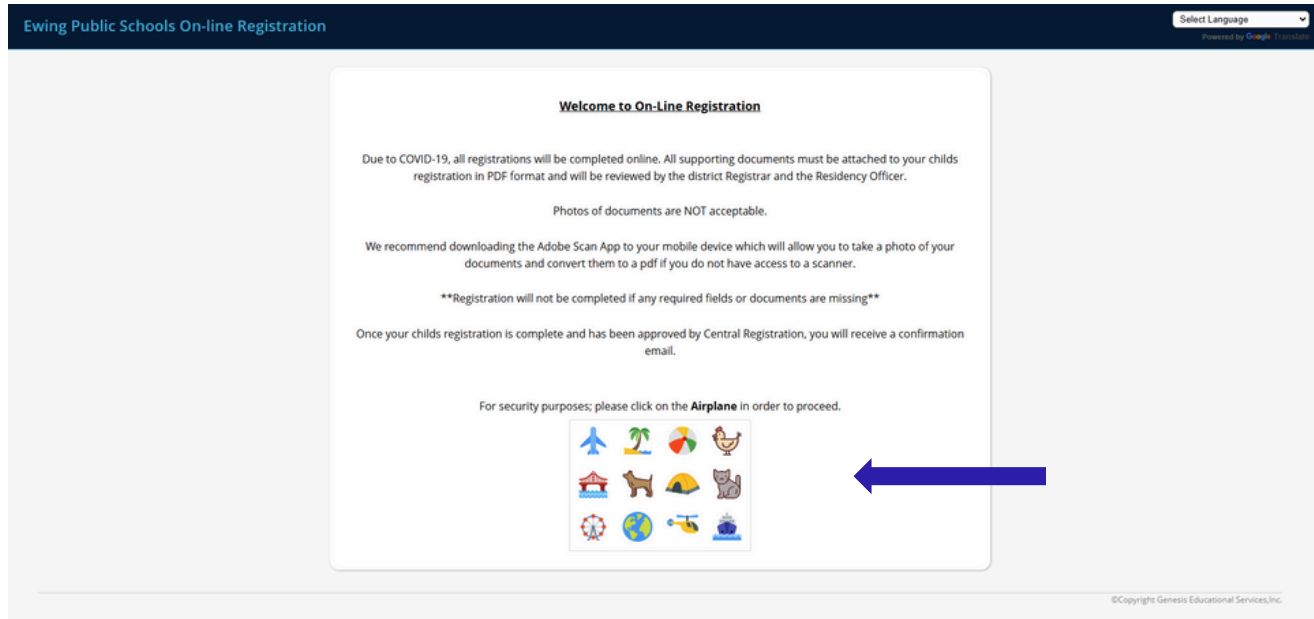 Ewing Public Schools On-line Registration
Select Language
Powered by Google Translate
Welcome to On-Line Registration
Due to COVID-19, all registrations will be completed online. All supporting documents must be attached to your childs
registration in PDF format and will be reviewed by the district Registrar and the Residency Officer.
Photos of documents are NOT acceptable.
We recommend downloading the Adobe Scan App to your mobile device which will allow you to take a photo of your
documents and convert them to a pdf if you do not have access to a scanner.
**Registration will not be completed if any required fields or documents are missing**
Once your childs registration is complete and has been approved by Central Registration, you will receive a confirmation
email.
For security purposes; please click on the Airplane in order to proceed.
©Copyright Genesis Educational Services,Inc.